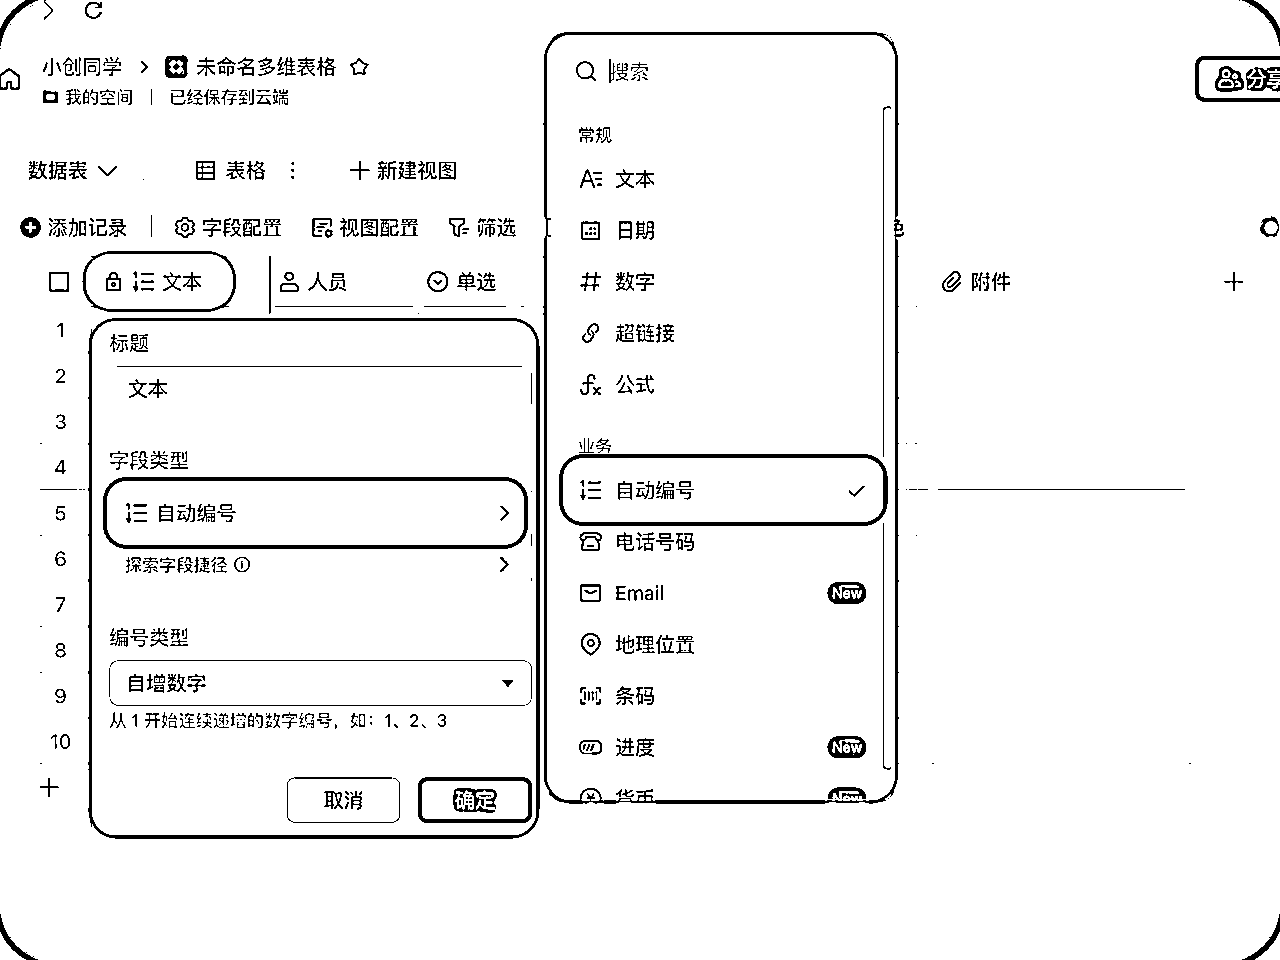 小创同学 未命名多维表格
我的空间 | 已经保存到云端
分享
数据表 表格 新建视图
添加记录 字段配置 视图配置 筛选
文本 人员 单选 附件
1
2
3
4
5
6
7
8
9
10
标题
文本
字段类型
自动编号
探索字段捷径
编号类型
自增数字
从 1 开始连续递增的数字编号，如：1、2、3
取消 确定
搜索
常规
文本
日期
数字
超链接
公式
业务
自动编号
电话号码
Email New
地理位置
条码
进度 New
货币 New